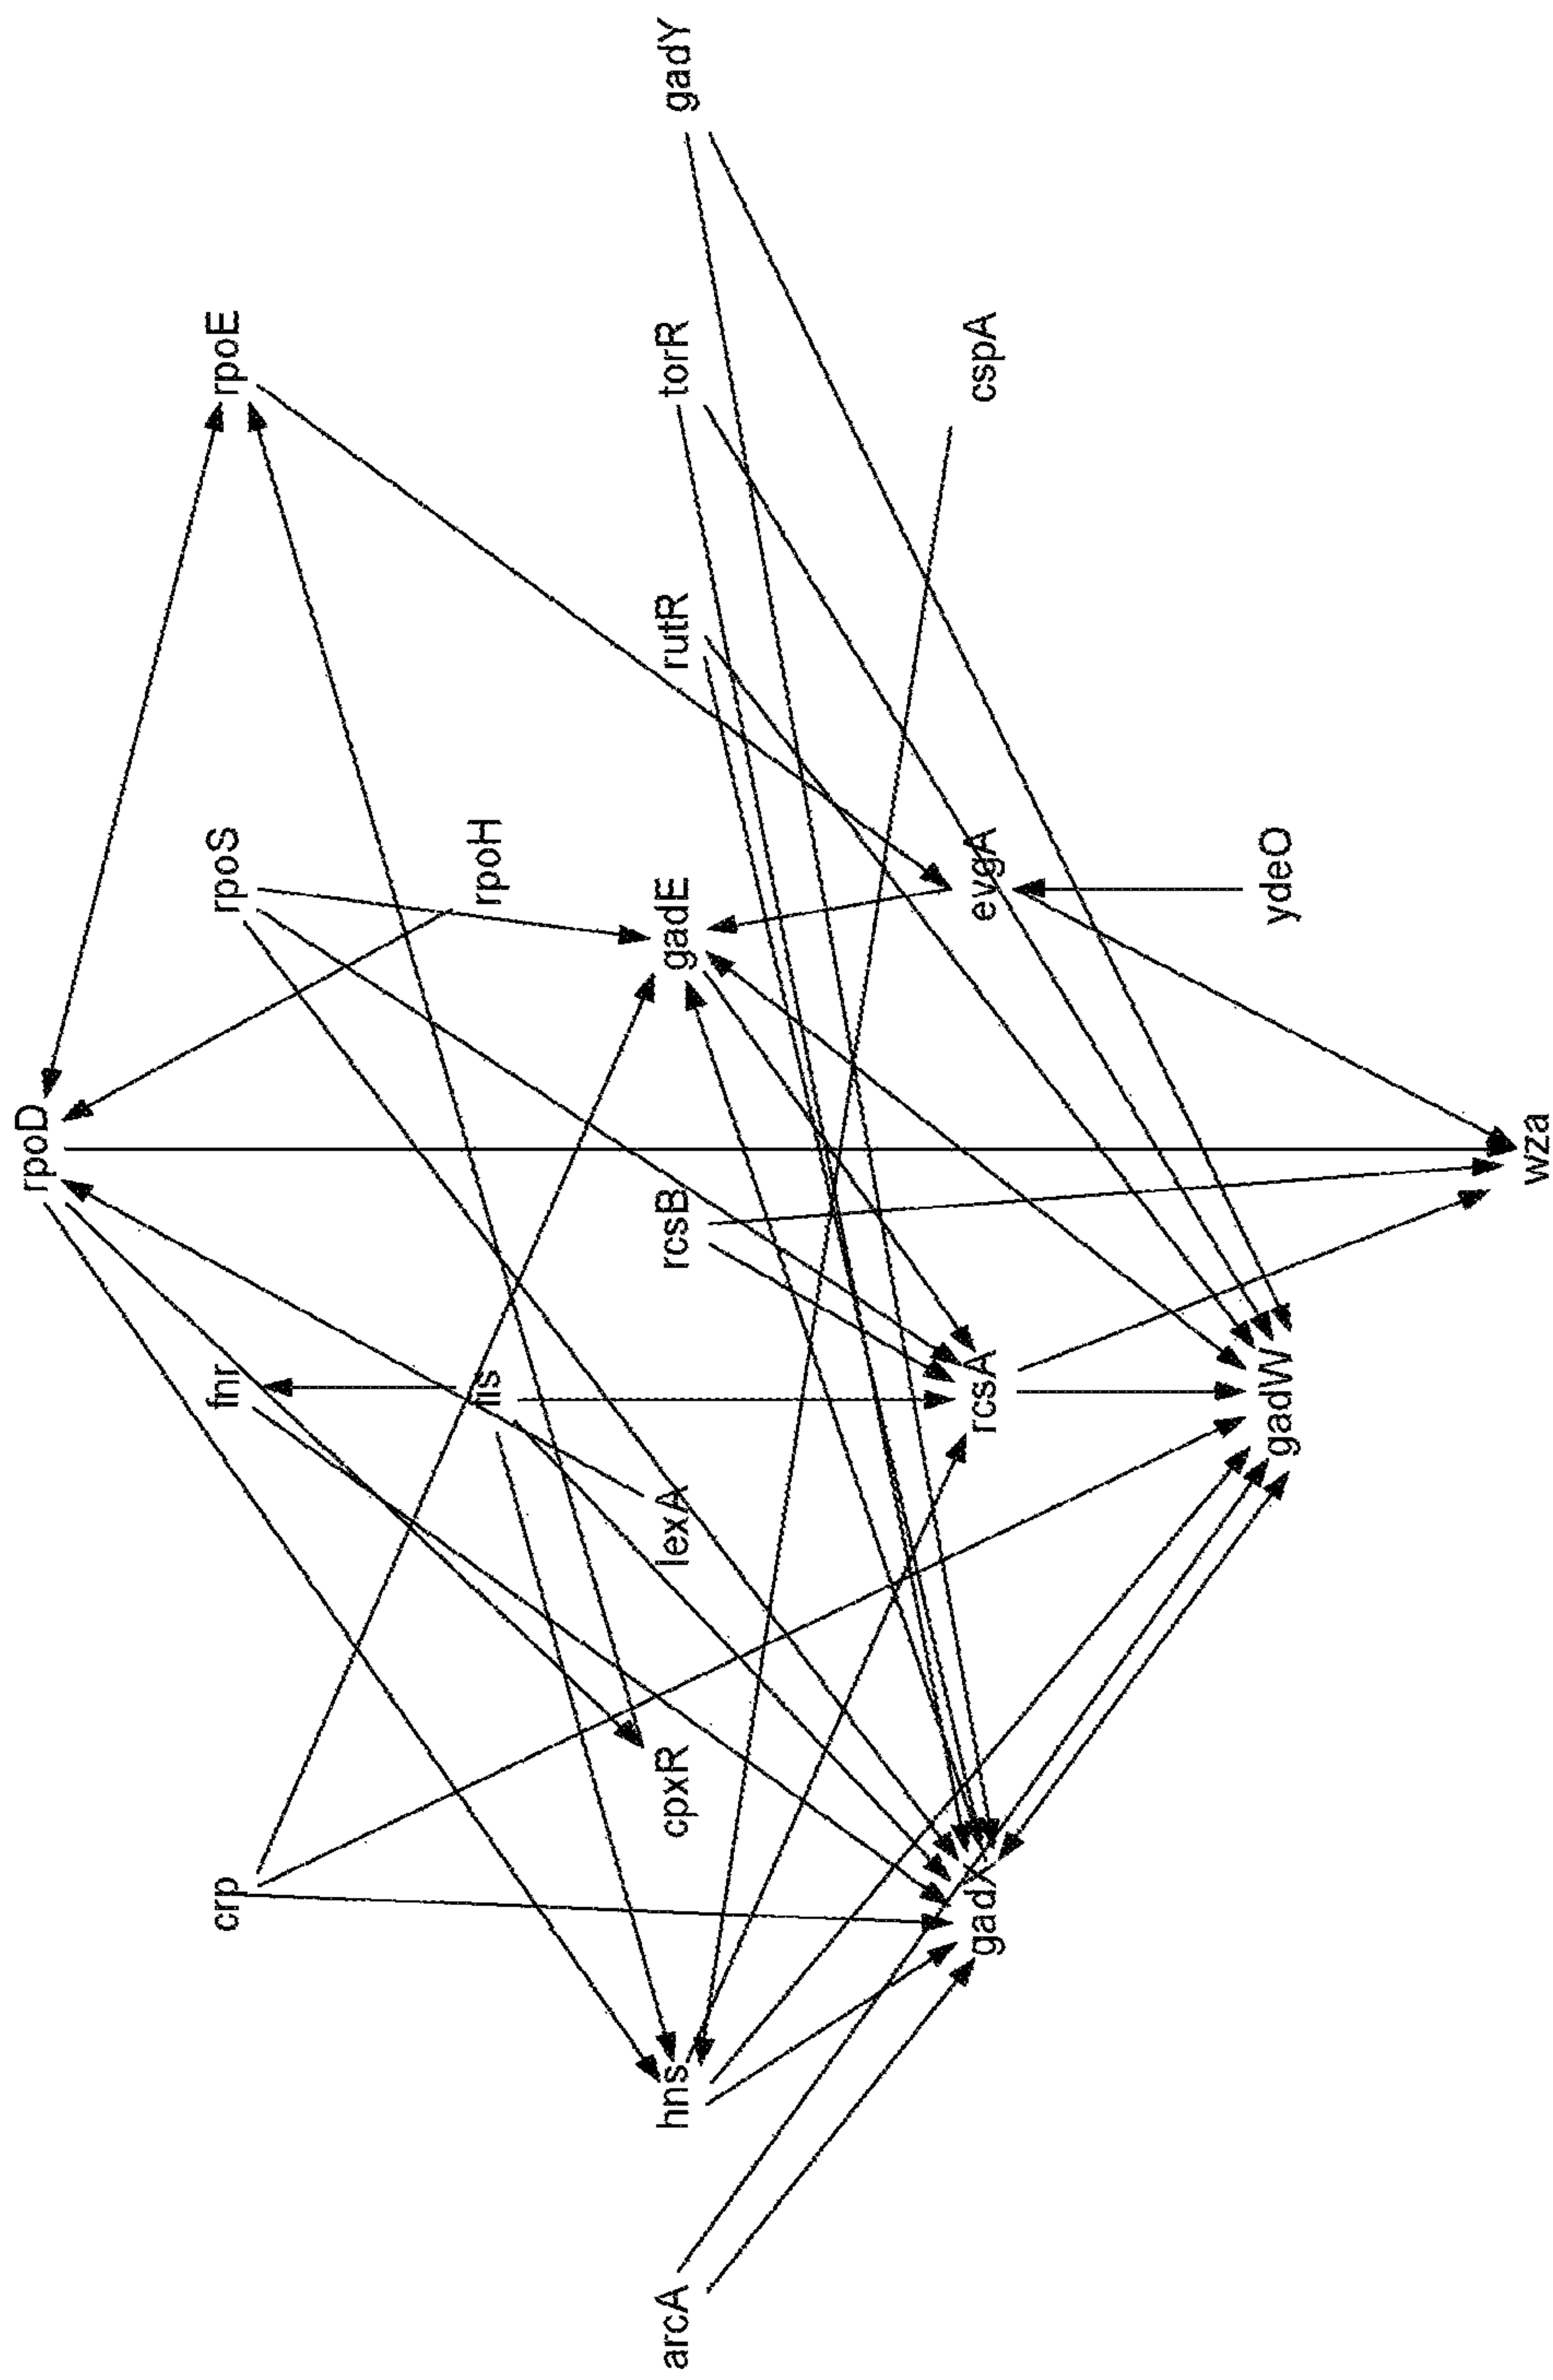 rpoD
crp
fnr
rpoS
rpoE
fis
rpoH
arcA
hns
cpxR
lexA
rcsB
gadE
rutR
torR
gadY
gadX
rcsA
evgA
cspA
gadW
ydeO
wza